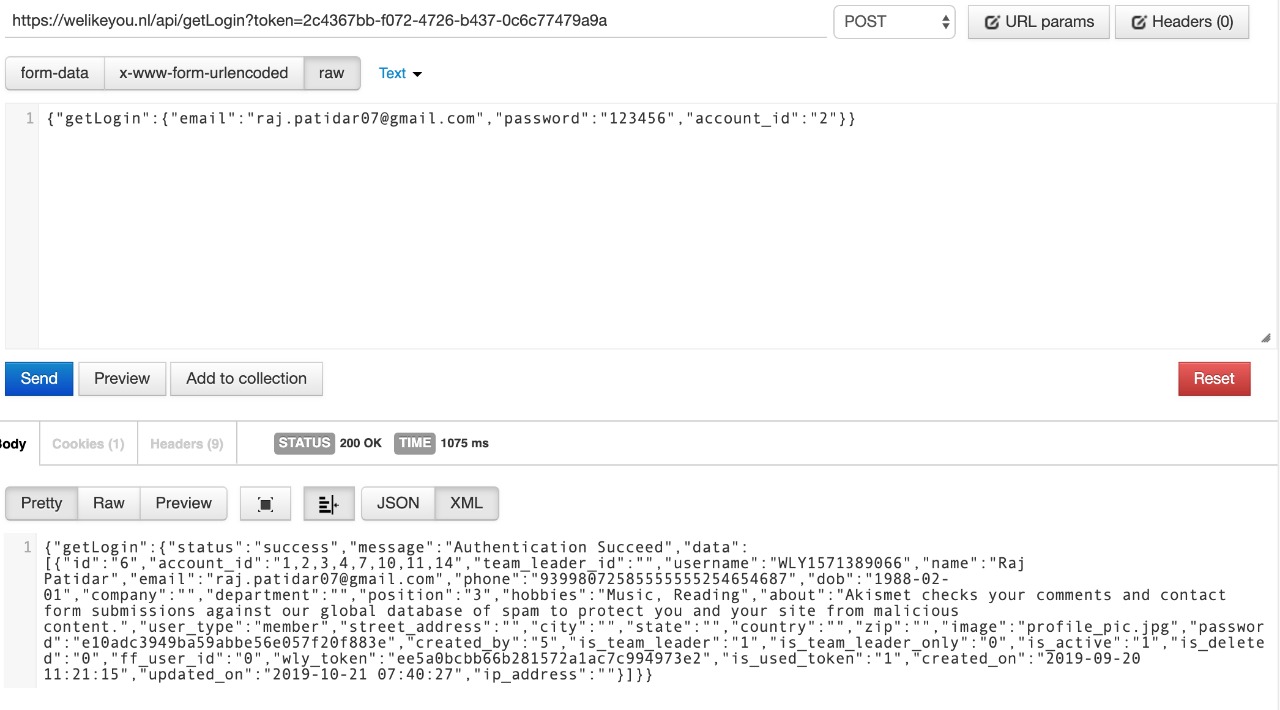 https://welikeyou.nl/api/getLogin?token=2c4367bb-f072-4726-b437-0c6c77479a9a POST URL params Headers (0)
form-data x-www-form-urlencoded raw Text
1 {"getLogin":{"email":"raj.patidar07@gmail.com","password":"123456","account_id":"2"}}
Send Preview Add to collection Reset
ody Cookies (1) Headers (9) STATUS 200 OK TIME 1075 ms
Pretty Raw Preview JSON XML
1 {"getLogin":{"status":"success","message":"Authentication Succeed","data":
[{"id":"6","account_id":"1,2,3,4,7,10,11,14","team_leader_id":"","username":"WLY1571389066","name":"Raj
Patidar","email":"raj.patidar07@gmail.com","phone":"93998072585555555254654687","dob":"1988-02-
01","company":"","department":"","position":"3","hobbies":"Music, Reading","about":"Akismet checks your comments and contact
form submissions against our global database of spam to protect you and your site from malicious
content.","user_type":"member","street_address":"","city":"","state":"","country":"","zip":"","image":"profile_pic.jpg","passwor
d":"e10adc3949ba59abbe56e057f20f883e","created_by":"5","is_team_leader":"1","is_team_leader_only":"0","is_active":"1","is_delete
d":"0","ff_user_id":"0","wly_token":"ee5a0bcbb66b281572a1ac7c994973e2","is_used_token":"1","created_on":"2019-09-20
11:21:15","updated_on":"2019-10-21 07:40:27","ip_address":""}]}}